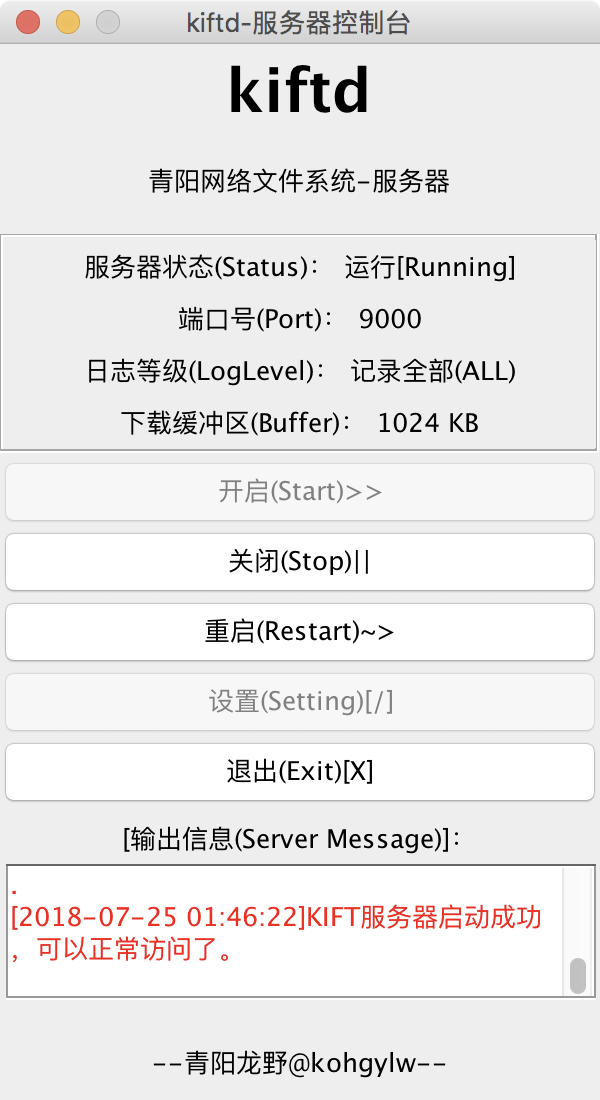 kiftd-服务器控制台
kiftd
青阳网络文件系统-服务器
服务器状态(Status)： 运行[Running]
端口号(Port)： 9000
日志等级(LogLevel)： 记录全部(ALL)
下载缓冲区(Buffer)： 1024 KB
开启(Start)>>
关闭(Stop)||
重启(Restart)~>
设置(Setting)[/]
退出(Exit)[X]
[输出信息(Server Message)]：
.
[2018-07-25 01:46:22]KIFT服务器启动成功
，可以正常访问了。
--青阳龙野@kohgylw--